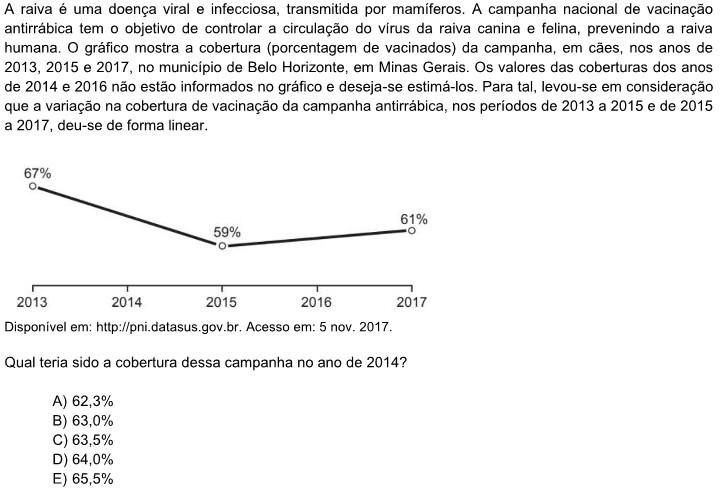 A raiva é uma doença viral e infecciosa, transmitida por mamíferos. A campanha nacional de vacinação
antirrábica tem o objetivo de controlar a circulação do vírus da raiva canina e felina, prevenindo a raiva
humana. O gráfico mostra a cobertura (porcentagem de vacinados) da campanha, em cães, nos anos de
2013, 2015 e 2017, no município de Belo Horizonte, em Minas Gerais. Os valores das coberturas dos anos
de 2014 e 2016 não estão informados no gráfico e deseja-se estimá-los. Para tal, levou-se em consideração
que a variação na cobertura de vacinação da campanha antirrábica, nos períodos de 2013 a 2015 e de 2015
a 2017, deu-se de forma linear.
67%
59%
61%
2013 2014 2015 2016 2017
Disponível em: http://pni.datasus.gov.br. Acesso em: 5 nov. 2017.
Qual teria sido a cobertura dessa campanha no ano de 2014?
A) 62,3%
B) 63,0%
C) 63,5%
D) 64,0%
E) 65,5%